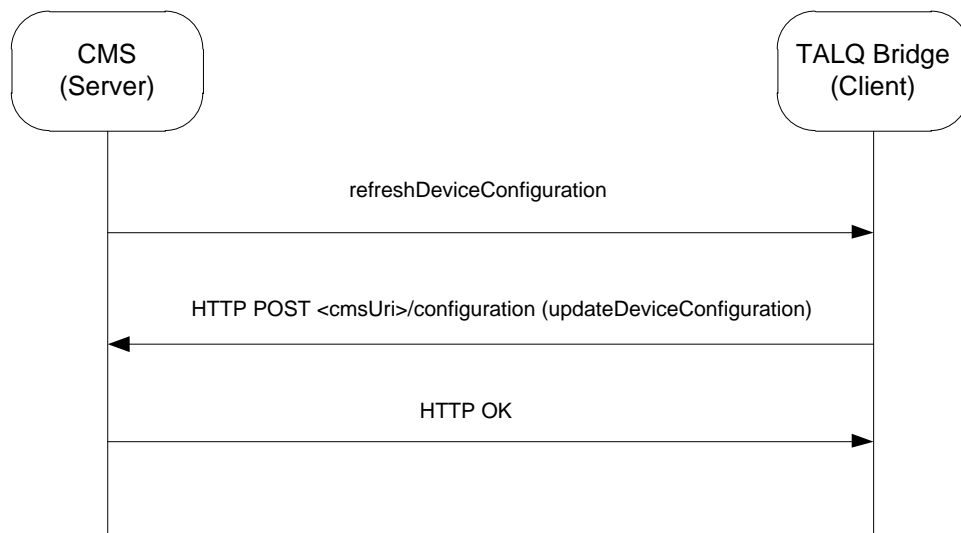 CMS
(Server)
TALQ Bridge
(Client)
refreshDeviceConfiguration
HTTP POST <cmsUri>/configuration (updateDeviceConfiguration)
HTTP OK